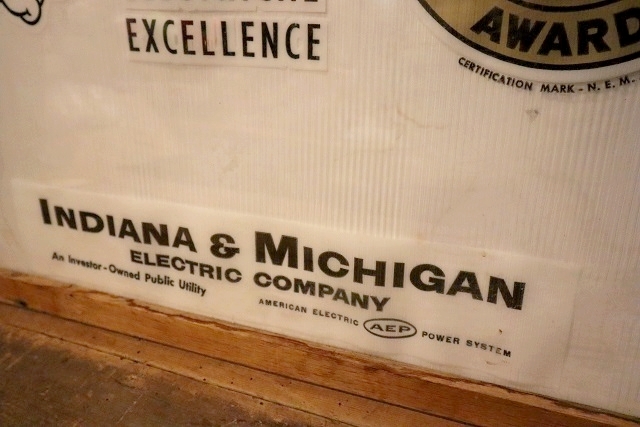 EXCELLENCE
AWARD
CERTIFICATION MARK - N. E. M.
INDIANA & MICHIGAN
ELECTRIC COMPANY
An Investor-Owned Public Utility
AMERICAN ELECTRIC AEP POWER SYSTEM